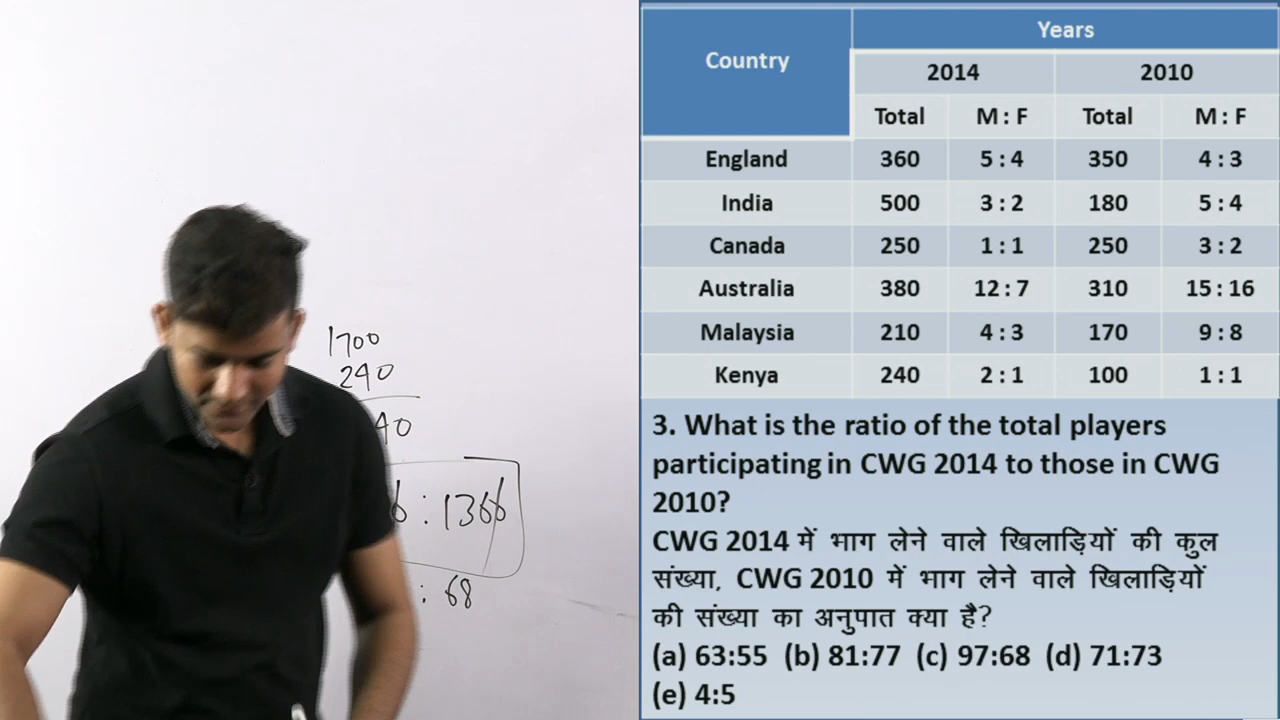 1700
240
40
: 1366
: 68
Country
Years
2014
2010
Total M : F Total M : F
England 360 5 : 4 350 4 : 3
India 500 3 : 2 180 5 : 4
Canada 250 1 : 1 250 3 : 2
Australia 380 12 : 7 310 15 : 16
Malaysia 210 4 : 3 170 9 : 8
Kenya 240 2 : 1 100 1 : 1
3. What is the ratio of the total players
participating in CWG 2014 to those in CWG
2010?
CWG 2014 में भाग लेने वाले खिलाड़ियों की कुल
संख्या, CWG 2010 में भाग लेने वाले खिलाड़ियों
की संख्या का अनुपात क्या है?
(a) 63:55 (b) 81:77 (c) 97:68 (d) 71:73
(e) 4:5